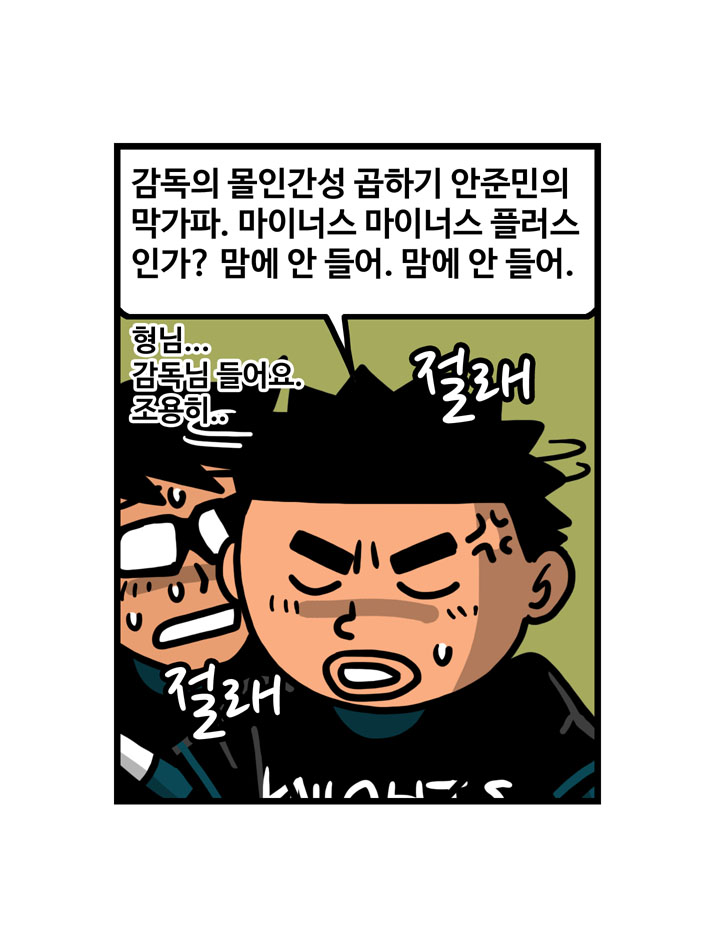 감독의 몰인간성 곱하기 안준민의
막가파. 마이너스 마이너스 플러스
인가? 맘에 안 들어. 맘에 안 들어.
형님...
감독님 들어요.
조용히..
절래
절래